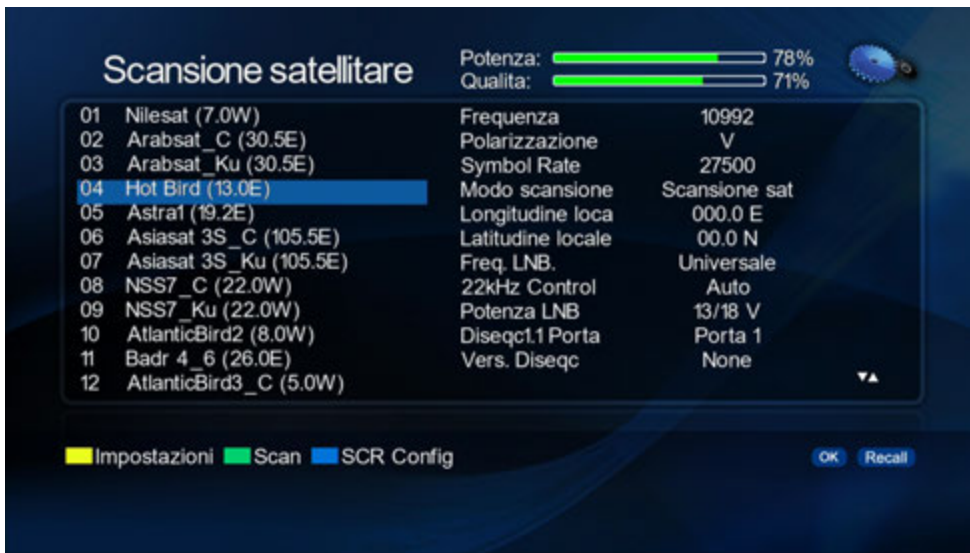 Scansione satellitare
Potenza: 78%
Qualita: 71%
01 Nilesat (7.0W)
02 Arabsat_C (30.5E)
03 Arabsat_Ku (30.5E)
04 Hot Bird (13.0E)
05 Astra1 (19.2E)
06 Asiasat 3S_C (105.5E)
07 Asiasat 3S_Ku (105.5E)
08 NSS7_C (22.0W)
09 NSS7_Ku (22.0W)
10 AtlanticBird2 (8.0W)
11 Badr 4_6 (26.0E)
12 AtlanticBird3_C (5.0W)
Frequenza 10992
Polarizzazione V
Symbol Rate 27500
Modo scansione Scansione sat
Longitudine loca 000.0 E
Latitudine locale 00.0 N
Freq. LNB. Universale
22kHz Control Auto
Potenza LNB 13/18 V
Diseqc1.1 Porta Porta 1
Vers. Diseqc None
Impostazioni Scan SCR Config
OK Recall